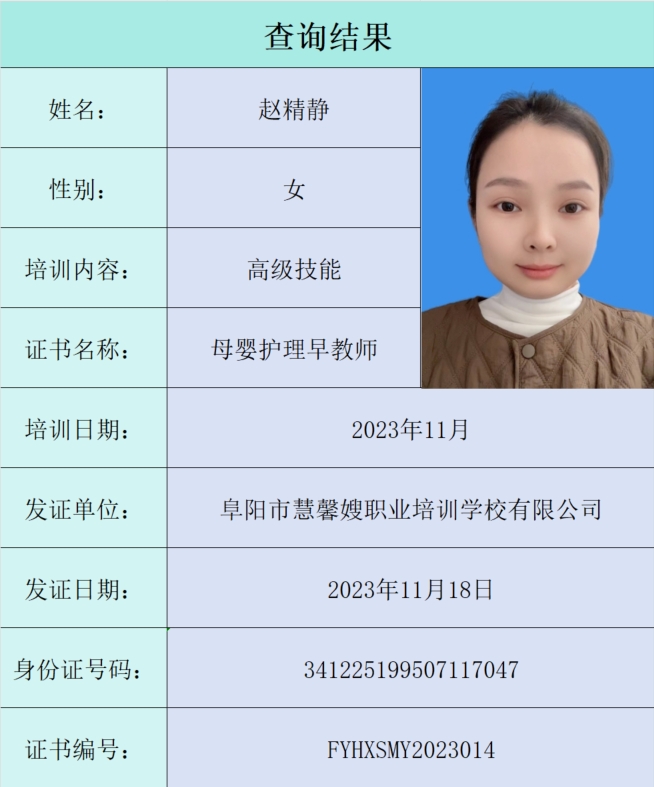 查询结果
姓名： 赵精静
性别： 女
培训内容： 高级技能
证书名称： 母婴护理早教师
培训日期： 2023年11月
发证单位： 阜阳市慧馨嫂职业培训学校有限公司
发证日期： 2023年11月18日
身份证号码： 341225199507117047
证书编号： FYHXSMY2023014